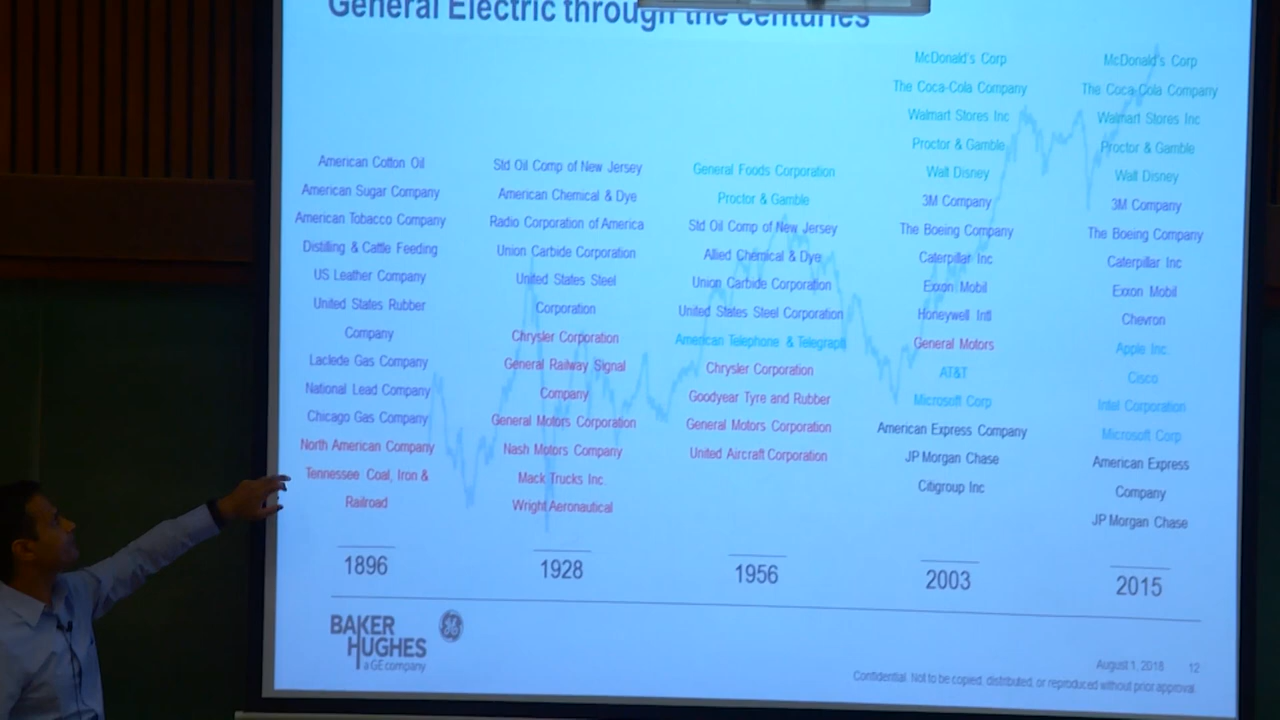 General Electric through the centuries
American Cotton Oil
American Sugar Company
American Tobacco Company
Distilling & Cattle Feeding
US Leather Company
United States Rubber
Company
Laclede Gas Company
National Lead Company
Chicago Gas Company
North American Company
Tennessee Coal, Iron &
Railroad
1896
Std Oil Comp of New Jersey
American Chemical & Dye
Radio Corporation of America
Union Carbide Corporation
United States Steel
Corporation
Chrysler Corporation
General Railway Signal
Company
General Motors Corporation
Nash Motors Company
Mack Trucks Inc.
Wright Aeronautical
1928
General Foods Corporation
Proctor & Gamble
Std Oil Comp of New Jersey
Allied Chemical & Dye
Union Carbide Corporation
United States Steel Corporation
American Telephone & Telegraph
Chrysler Corporation
Goodyear Tyre and Rubber
General Motors Corporation
United Aircraft Corporation
1956
McDonald's Corp
The Coca-Cola Company
Walmart Stores Inc
Proctor & Gamble
Walt Disney
3M Company
The Boeing Company
Caterpillar Inc
Exxon Mobil
Honeywell Intl
General Motors
AT&T
Microsoft Corp
American Express Company
JP Morgan Chase
Citigroup Inc
2003
McDonald's Corp
The Coca-Cola Company
Walmart Stores Inc
Proctor & Gamble
Walt Disney
3M Company
The Boeing Company
Caterpillar Inc
Exxon Mobil
Chevron
Apple Inc.
Cisco
Intel Corporation
Microsoft Corp
American Express
Company
JP Morgan Chase
2015
BAKER
HUGHES
a GE company
GE
August 1, 2018 12
Confidential. Not to be copied, distributed, or reproduced without prior approval.